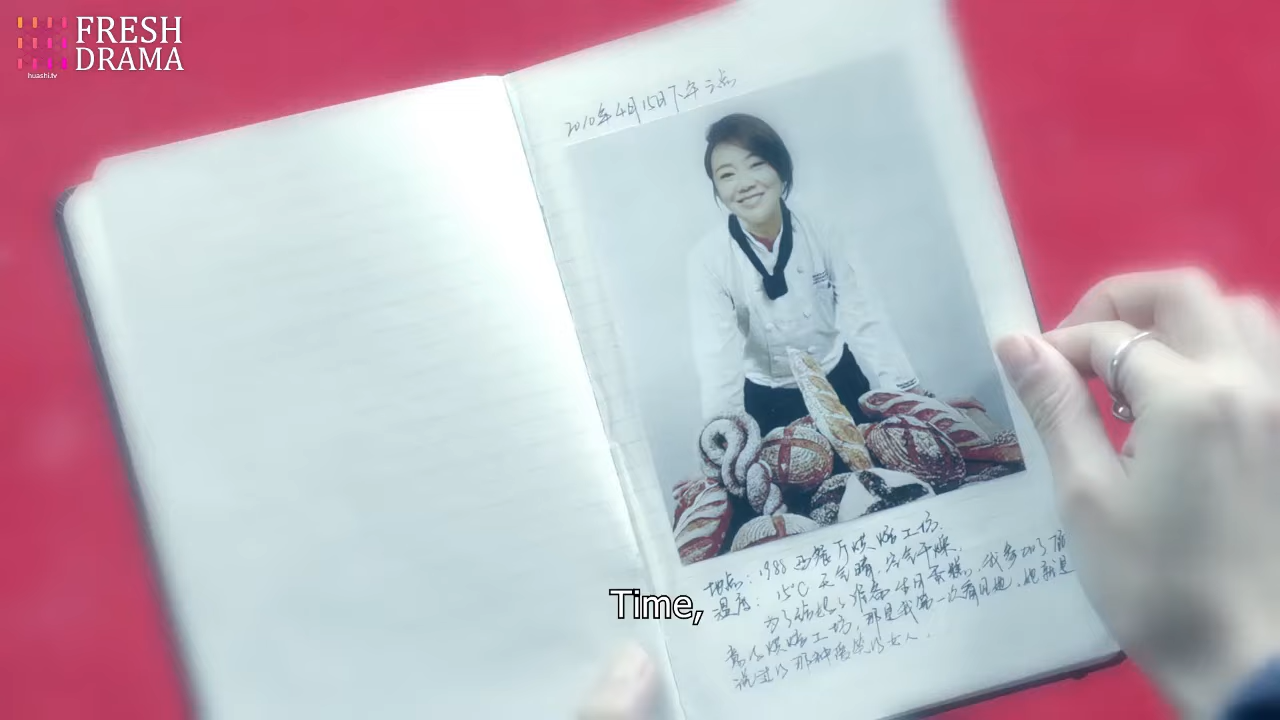 FRESH
DRAMA
huashi.tv
2010年4月15日下午三点
地点：1988西餐厅烘焙工坊.
温度：15℃ 天气晴，空气干燥.
为了给妈妈准备生日蛋糕，我参加了
烘焙工坊，那是我第一次看见她，她就是
说过的那种爱笑的女人.
Time,